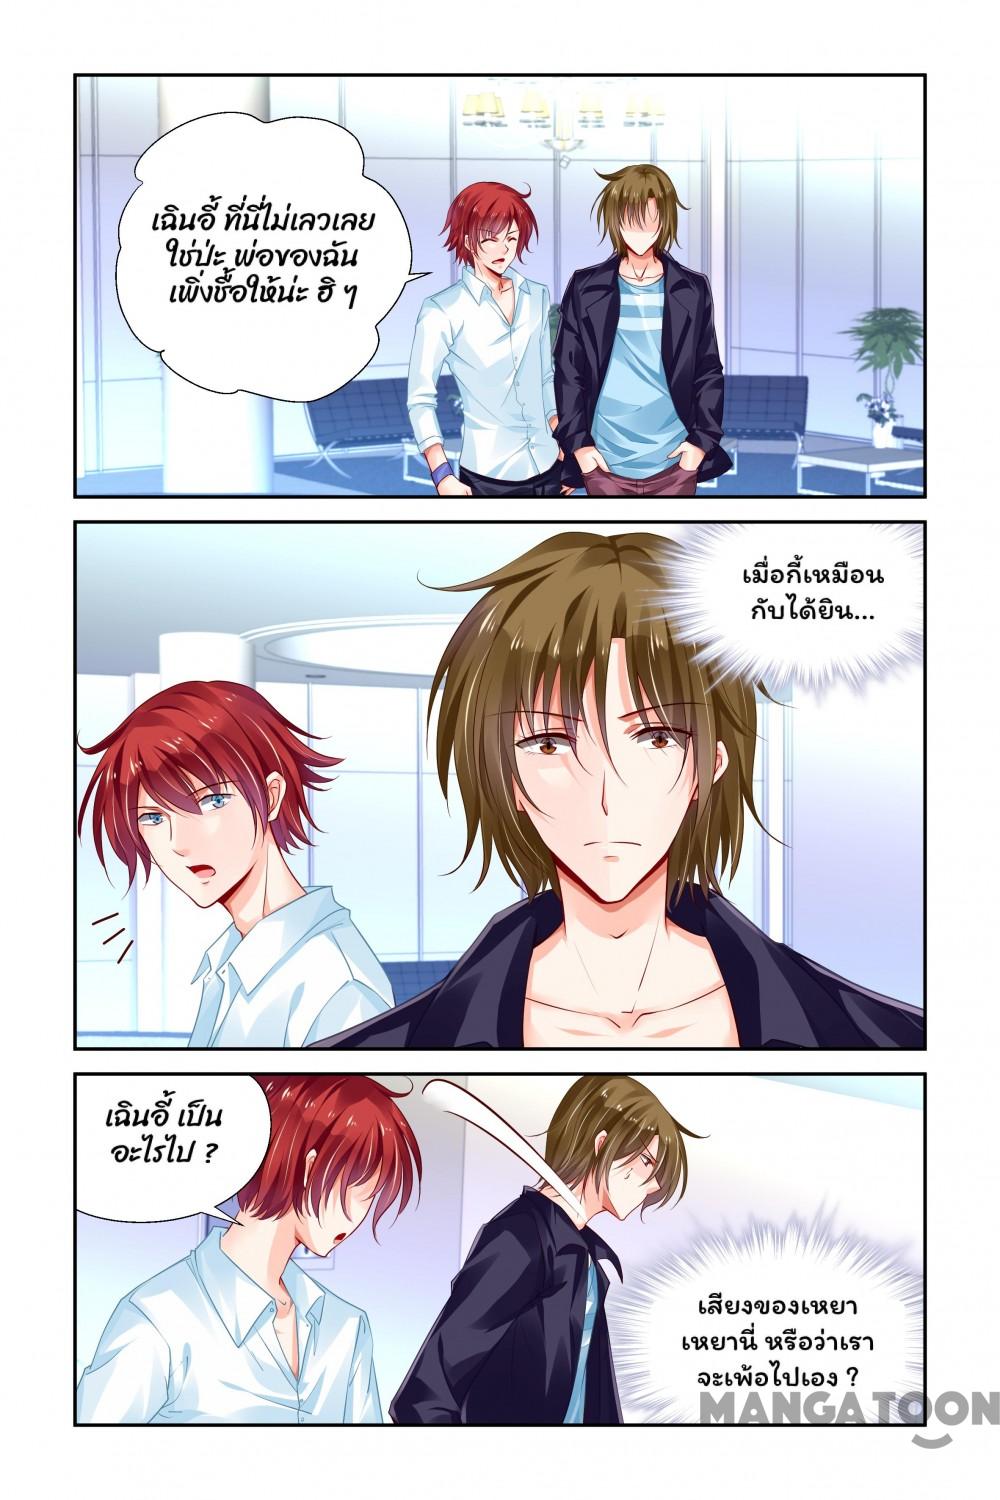 เฉินอี้ ที่นี่ไม่เลวเลย
ใช่ป่ะ พ่อของฉัน
เพิ่งซื้อให้น่ะ ฮิ ๆ
เมื่อกี้เหมือน
กับได้ยิน...
เฉินอี้ เป็น
อะไรไป ?
เสียงของเหยา
เหยานี่ หรือว่าเรา
จะเพ้อไปเอง ?
MANGATOON